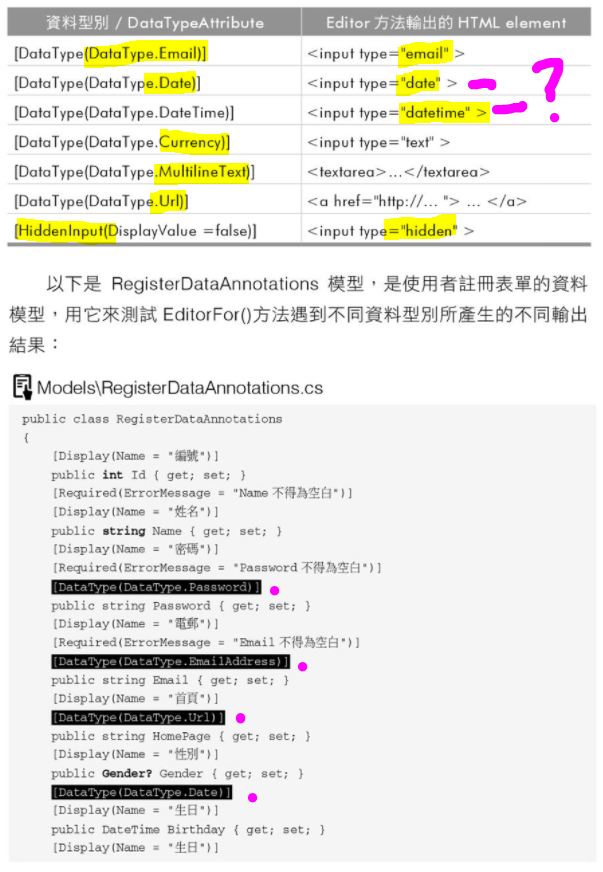 資料型別 / DataTypeAttribute Editor 方法輸出的 HTML element
[DataType(DataType.Email)] <input type="email" >
[DataType(DataType.Date)] <input type="date" >
[DataType(DataType.DateTime)] <input type="datetime" > ?
[DataType(DataType.Currency)] <input type="text" >
[DataType(DataType.MultilineText)] <textarea>...</textarea>
[DataType(DataType.Url)] <a href="http://... "> ... </a>
[HiddenInput(DisplayValue =false)] <input type="hidden" >
以下是 RegisterDataAnnotations 模型，是使用者註冊表單的資料
模型，用它來測試 EditorFor()方法遇到不同資料型別所產生的不同輸出
結果：
Models\RegisterDataAnnotations.cs
public class RegisterDataAnnotations
{
[Display(Name = "編號")]
public int Id { get; set; }
[Required(ErrorMessage = "Name 不得為空白")]
[Display(Name = "姓名")]
public string Name { get; set; }
[Display(Name = "密碼")]
[Required(ErrorMessage = "Password 不得為空白")]
[DataType(DataType.Password)]
public string Password { get; set; }
[Display(Name = "電郵")]
[Required(ErrorMessage = "Email 不得為空白")]
[DataType(DataType.EmailAddress)]
public string Email { get; set; }
[Display(Name = "首頁")]
[DataType(DataType.Url)]
public string HomePage { get; set; }
[Display(Name = "性別")]
public Gender? Gender { get; set; }
[DataType(DataType.Date)]
[Display(Name = "生日")]
public DateTime Birthday { get; set; }
[Display(Name = "生日")]